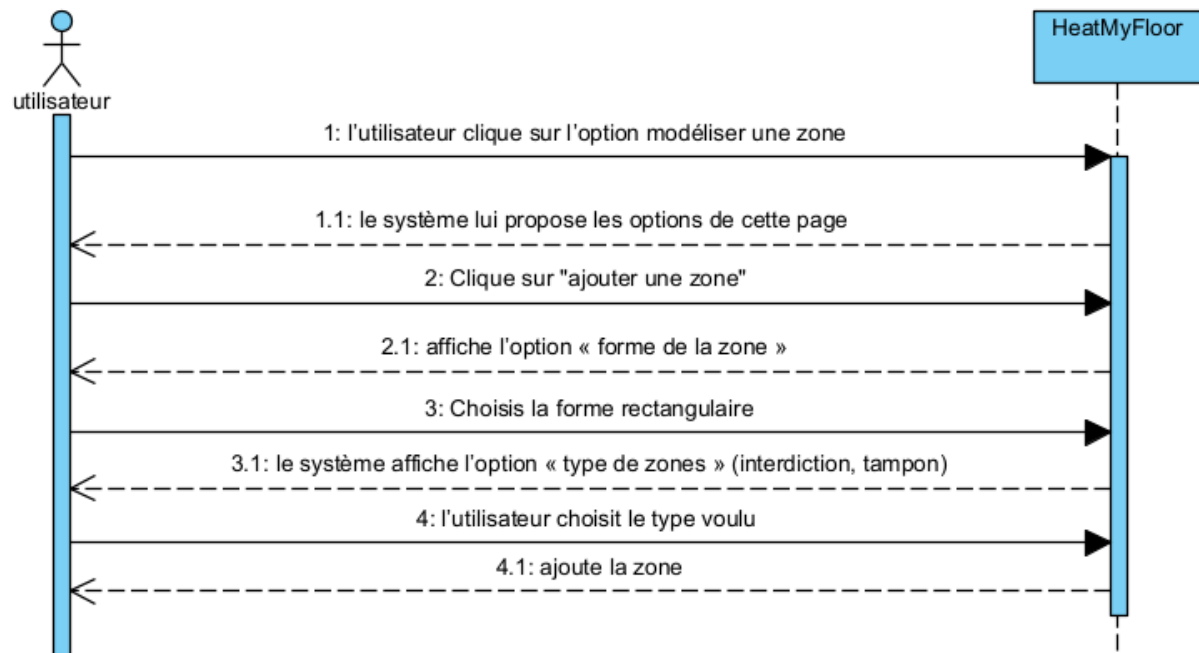 HeatMyFloor
utilisateur
1: l'utilisateur clique sur l'option modéliser une zone
1.1: le système lui propose les options de cette page
2: Clique sur "ajouter une zone"
2.1: affiche l'option « forme de la zone »
3: Choisis la forme rectangulaire
3.1: le système affiche l'option « type de zones » (interdiction, tampon)
4: l'utilisateur choisit le type voulu
4.1: ajoute la zone